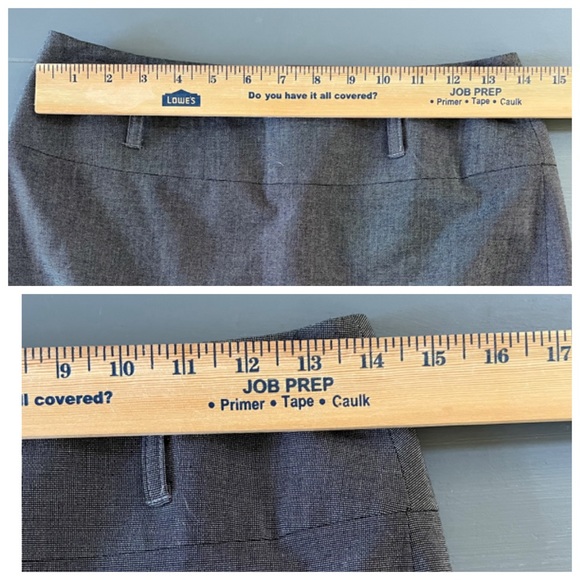 1 2 3 4 5 6 7 8 9 10 11 12 13 14 15
LOWE'S Do you have it all covered? JOB PREP
• Primer • Tape • Caulk
9 10 11 12 13 14 15 16 17
l covered? JOB PREP
• Primer • Tape • Caulk